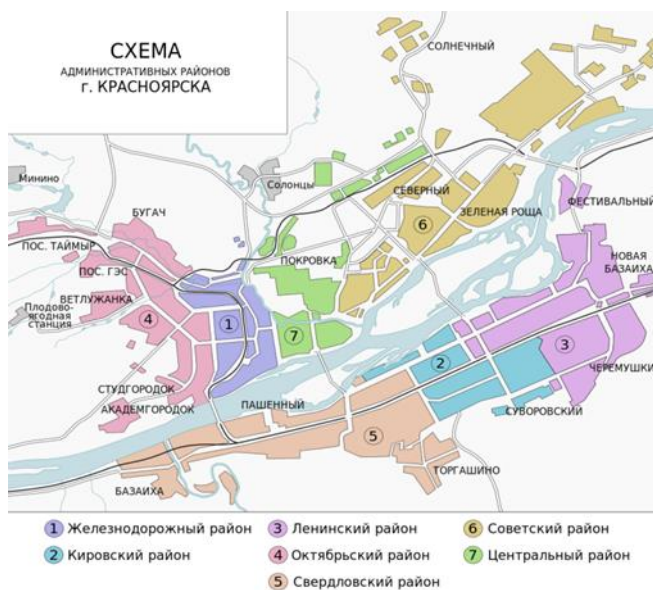 СХЕМА
АДМИНИСТРАТИВНЫХ РАЙОНОВ
г. КРАСНОЯРСКА
СОЛНЕЧНЫЙ
Минино
Солонцы
СЕВЕРНЫЙ
ФЕСТИВАЛЬНЫЙ
БУГАЧ
ЗЕЛЕНАЯ РОЩА
6
ПОС. ТАЙМЫР
ПОКРОВКА
НОВАЯ
БАЗАИХА
ПОС. ГЭС
ВЕТЛУЖАНКА
Плодово-
ягодная
станция
4
1
7
3
2
ЧЕРЕМУШКИ
СТУДГОРОДОК
АКАДЕМГОРОДОК
ПАШЕННЫЙ
СУВОРОВСКИЙ
5
ТОРГАШИНО
БАЗАИХА
1 Железнодорожный район
2 Кировский район
3 Ленинский район
4 Октябрьский район
5 Свердловский район
6 Советский район
7 Центральный район